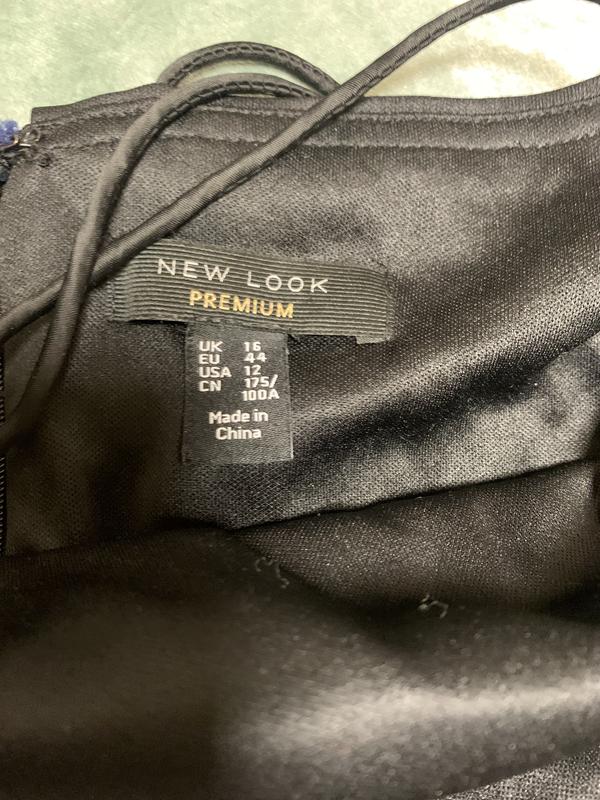 NEW LOOK
PREMIUM
UK 16
EU 44
USA 12
CN 175/
100A
Made in
China